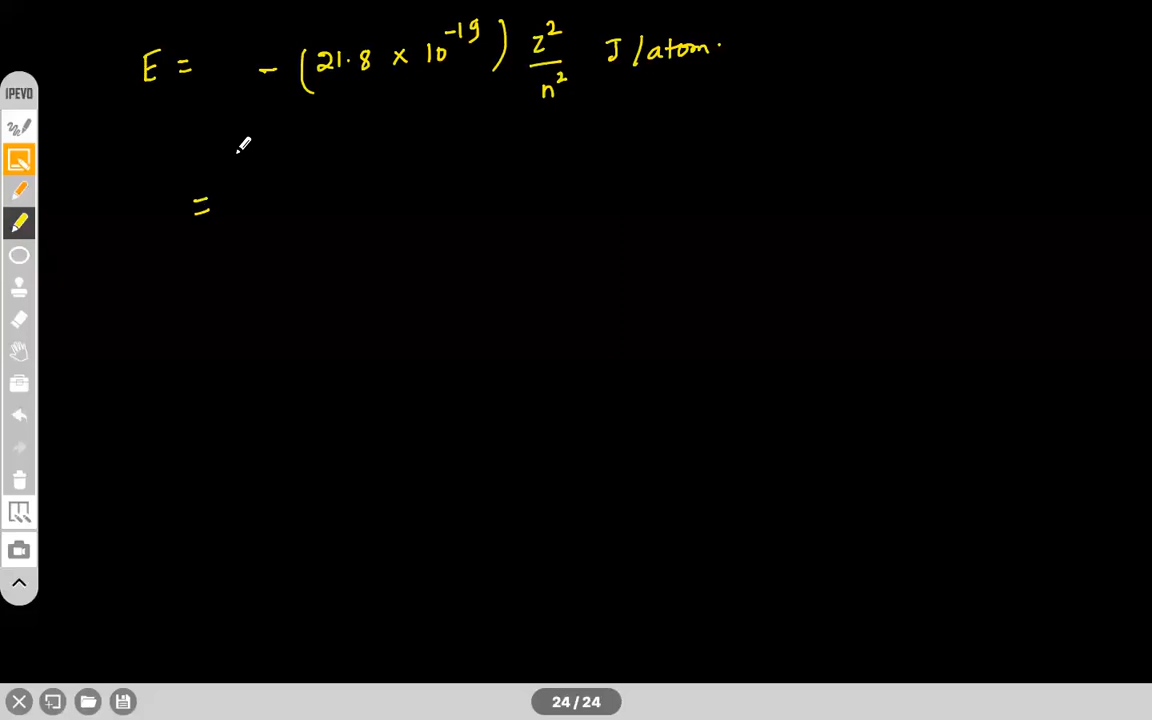 E = - (21.8 × 10⁻¹⁹) z²/n² J/atom.
IPEVO
=
24 / 24